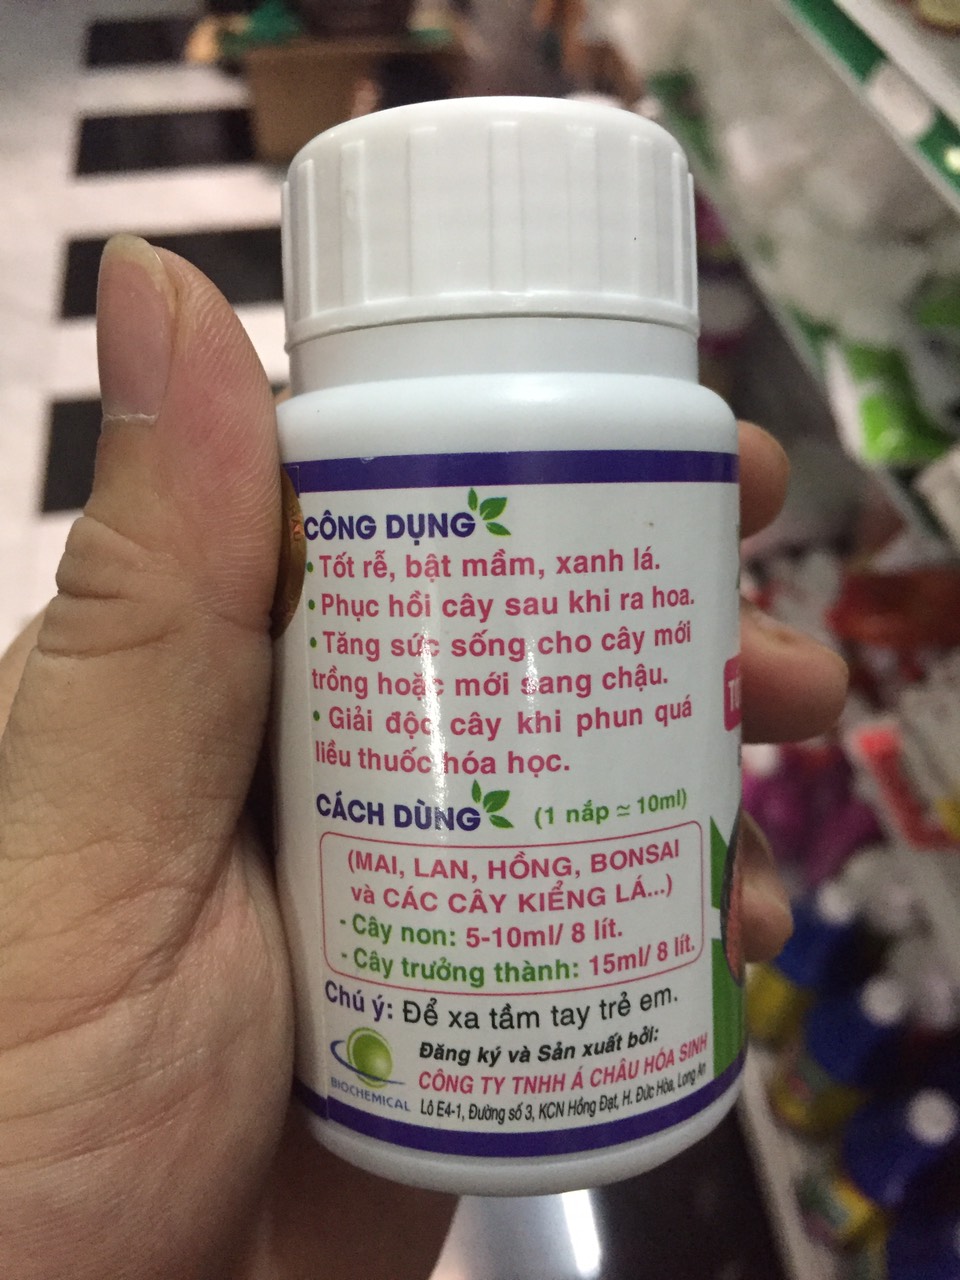 CÔNG DỤNG
• Tốt rễ, bật mầm, xanh lá.
• Phục hồi cây sau khi ra hoa.
• Tăng sức sống cho cây mới
trồng hoặc mới sang chậu.
• Giải độc cây khi phun quá
liều thuốc hóa học.
CÁCH DÙNG (1 nắp ≃ 10ml)
(MAI, LAN, HỒNG, BONSAI
và CÁC CÂY KIỂNG LÁ...)
- Cây non: 5-10ml/ 8 lít.
- Cây trưởng thành: 15ml/ 8 lít.
Chú ý: Để xa tầm tay trẻ em.
Đăng ký và Sản xuất bởi:
CÔNG TY TNHH Á CHÂU HÓA SINH
BIOCHEMICAL
Lô E4-1, Đường số 3, KCN Hồng Đạt, H. Đức Hòa, Long An